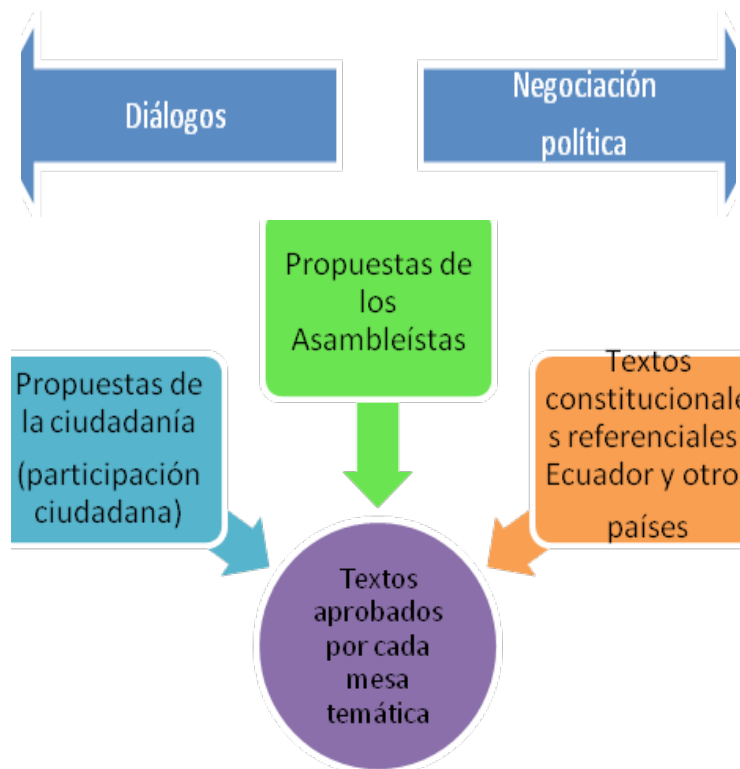 Diálogos
Negociación
política
Propuestas de
los
Asambleístas
Propuestas de
la ciudadanía
(participación
ciudadana)
Textos
constitucionale
s referenciales
Ecuador y otro
países
Textos
aprobados
por cada
mesa
temática